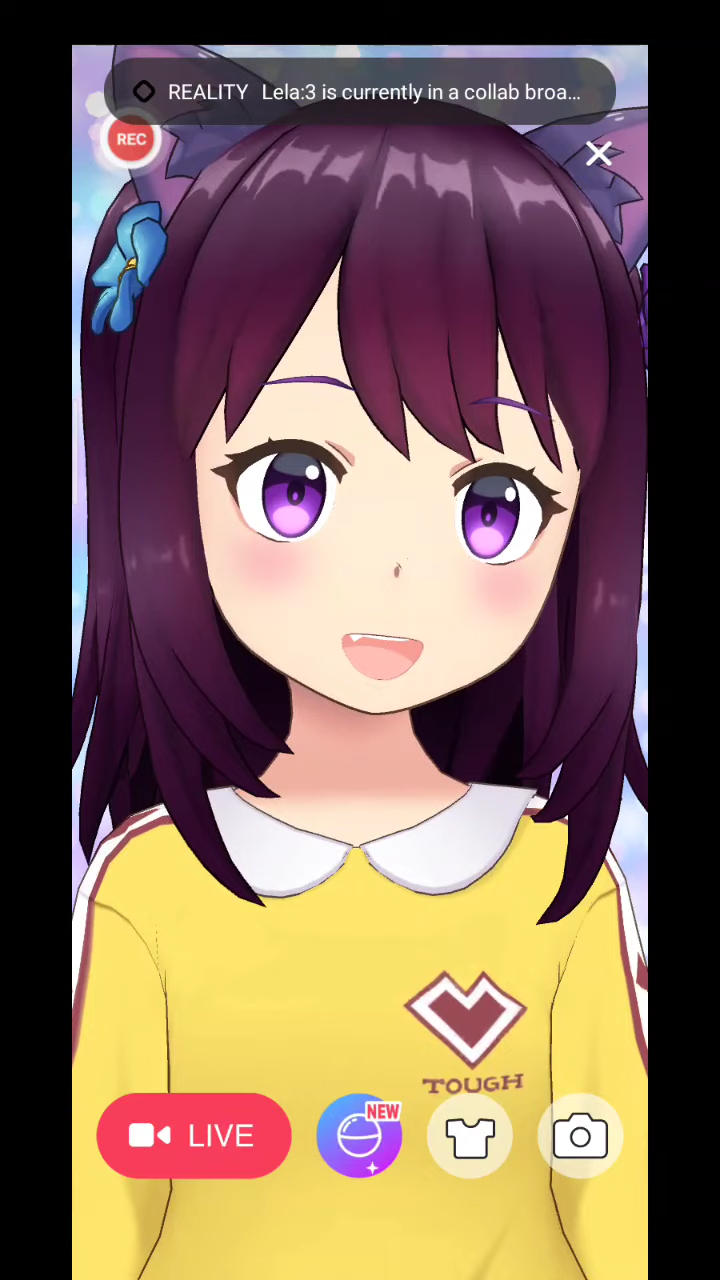 REALITY Lela:3 is currently in a collab broa…
REC
TOUGH
NEW
LIVE